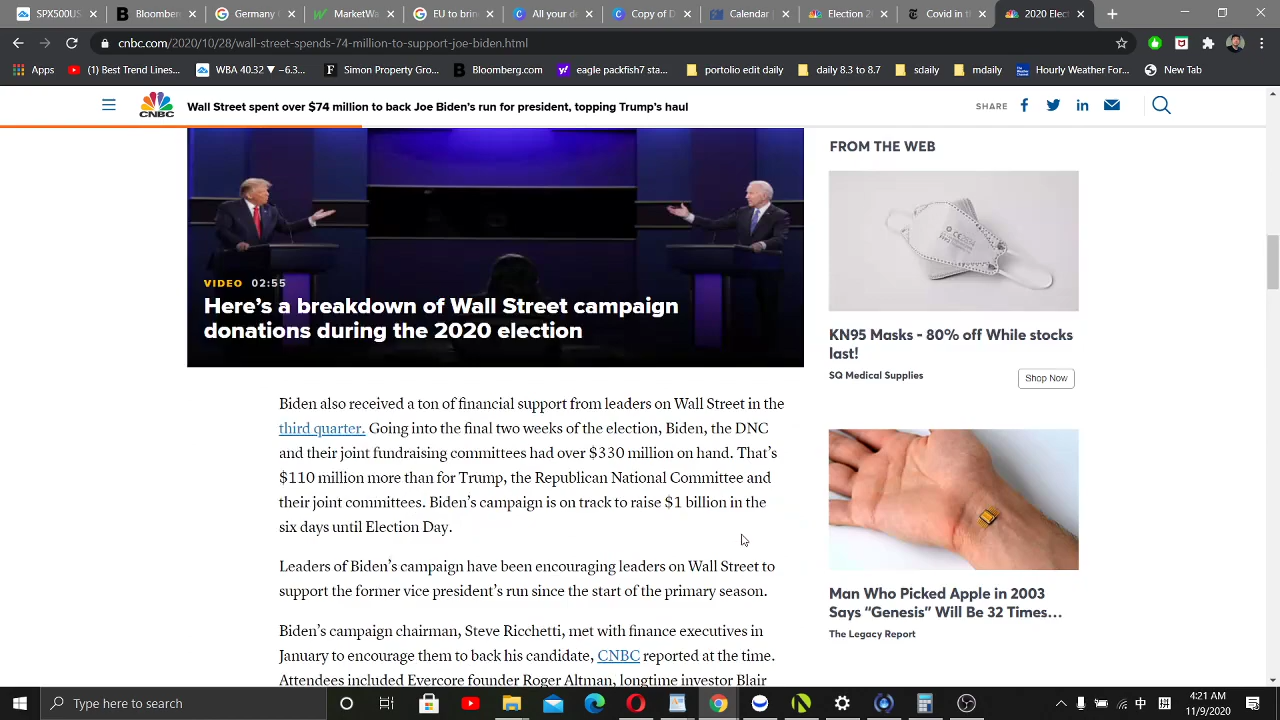 SPX500USD
Bloomberg
MarketWa
EU to brin
All your d
Copy of D
Calendar |
Election 2
Covid in t
2020 Elect
cnbc.com/2020/10/28/wall-street-spends-74-million-to-support-joe-biden.html
Apps
(1) Best Trend Lines...
WBA 40.32 ▼ −6.3...
Simon Property Gro...
Bloomberg.com
eagle packfish7 sta...
portolio edit daily
daily 8.3
sdaily
mdaily
Hourly Weather For...
New Tab
CNBC
Wall Street spent over $74 million to back Joe Biden's run for president, topping Trump's haul
SHARE
VIDEO 02:55
Here's a breakdown of Wall Street campaign
donations during the 2020 election
Biden also received a ton of financial support from leaders on Wall Street in the
third quarter. Going into the final two weeks of the election, Biden, the DNC
and their joint fundraising committees had over $330 million on hand. That's
$110 million more than for Trump, the Republican National Committee and
their joint committees. Biden's campaign is on track to raise $1 billion in the
six days until Election Day.
Leaders of Biden's campaign have been encouraging leaders on Wall Street to
support the former vice president's run since the start of the primary season.
Biden's campaign chairman, Steve Ricchetti, met with finance executives in
January to encourage them to back his candidate, CNBC reported at the time.
Attendees included Evercore founder Roger Altman, longtime investor Blair
FROM THE WEB
KN95 Masks - 80% off While stocks
last!
SQ Medical Supplies
Shop Now
Man Who Picked Apple in 2003
Says “Genesis” Will Be 32 Times...
The Legacy Report
Type here to search
中
4:21 AM
11/9/2020